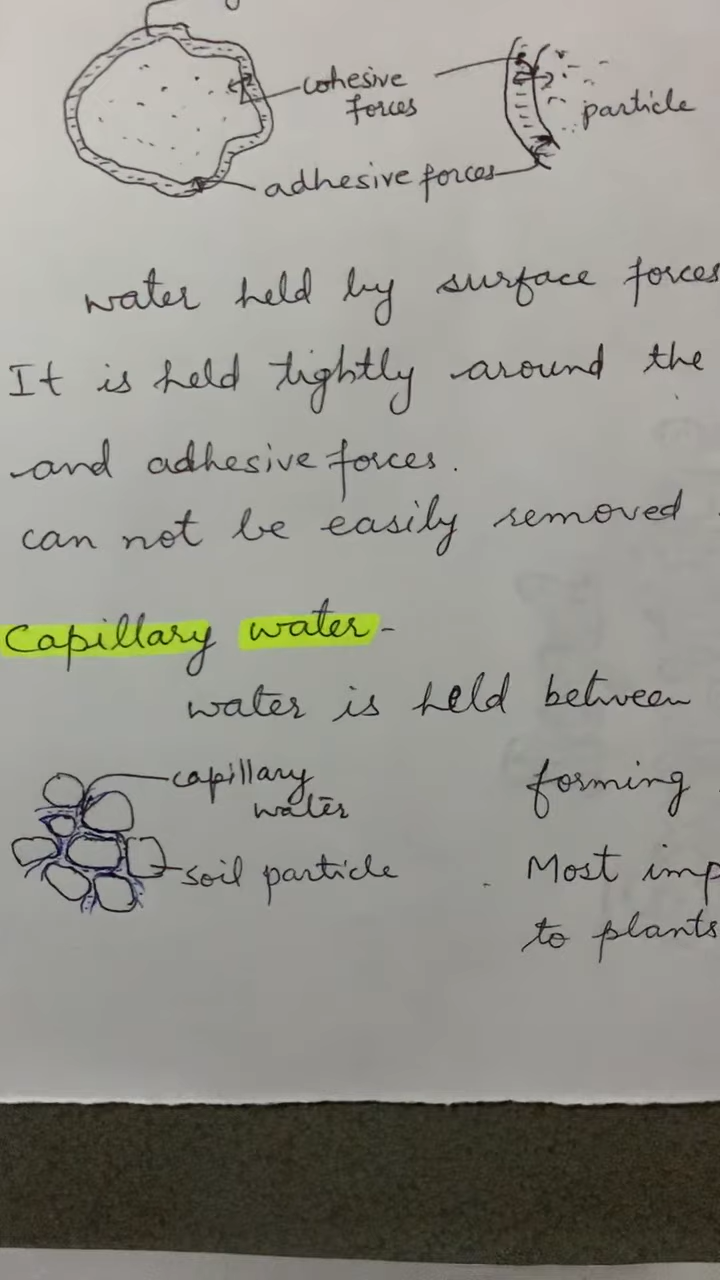 cohesive
forces
particle
adhesive forces
water held by surface forces
It is held tightly around the
and adhesive forces.
can not be easily removed
Capillary water-
water is held between
capillary
water
forming
soil particle
Most imp
to plants